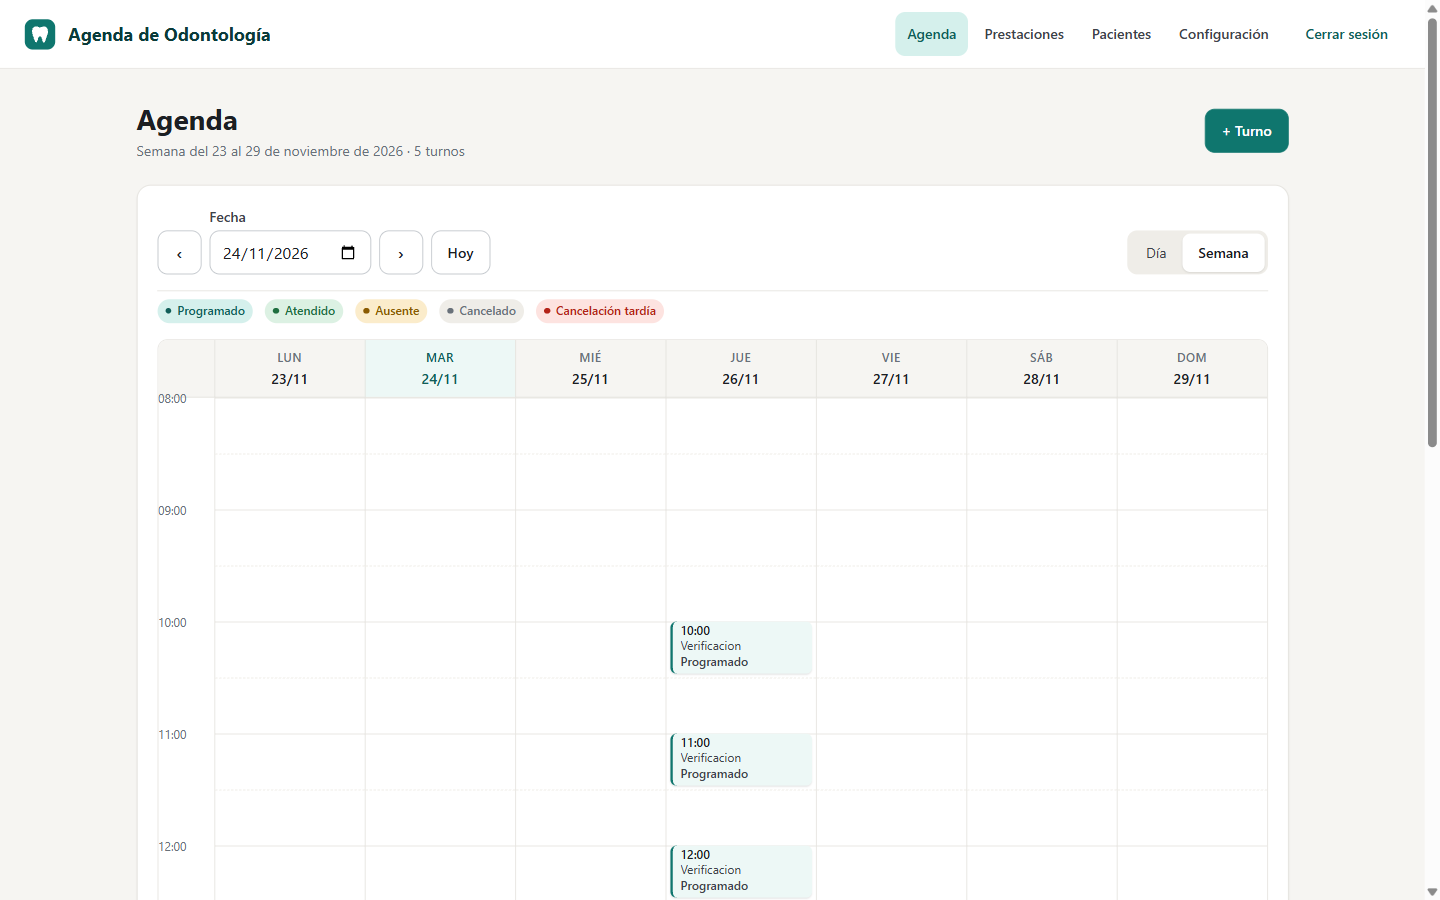 Agenda de Odontología
Agenda
Prestaciones
Pacientes
Configuración
Cerrar sesión
Agenda
Semana del 23 al 29 de noviembre de 2026 · 5 turnos
+ Turno
Fecha
‹
24/11/2026
›
Hoy
Día
Semana
Programado
Atendido
Ausente
Cancelado
Cancelación tardía
LUN
23/11
MAR
24/11
MIÉ
25/11
JUE
26/11
VIE
27/11
SÁB
28/11
DOM
29/11
08:00
09:00
10:00
10:00
Verificacion
Programado
11:00
11:00
Verificacion
Programado
12:00
12:00
Verificacion
Programado